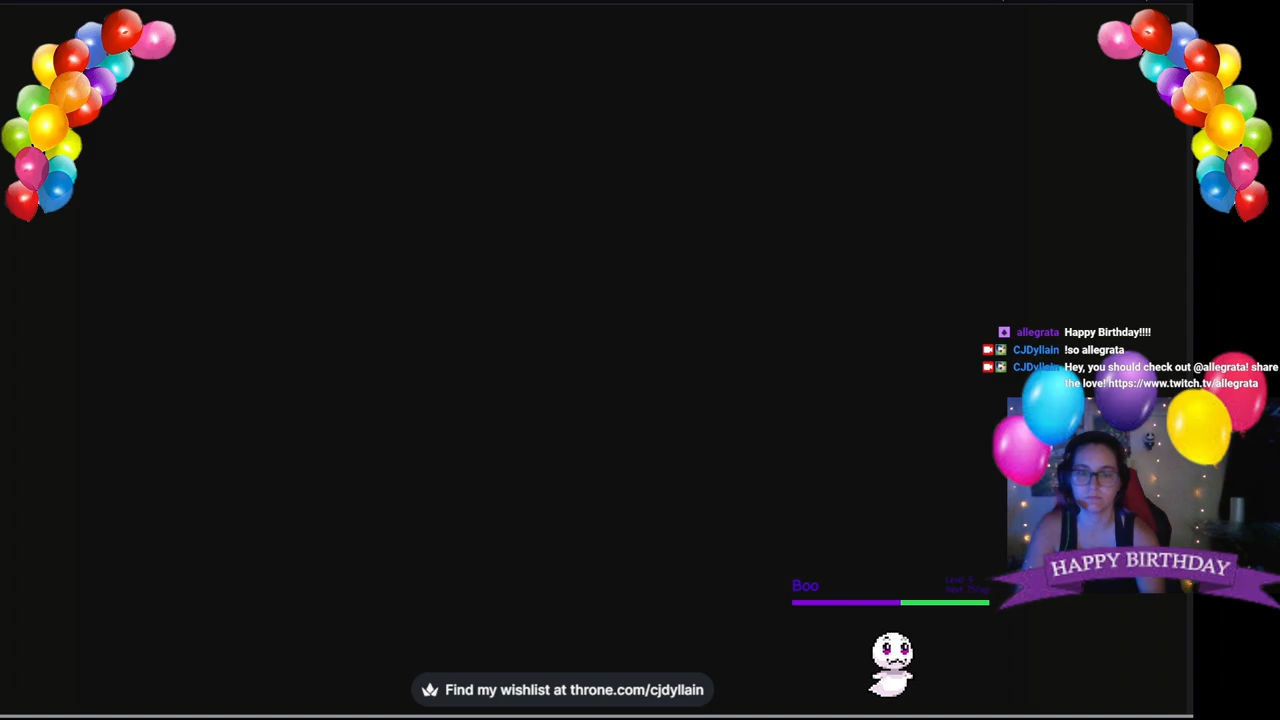 allegrata Happy Birthday!!!!
CJDyllain !so allegrata
CJDyllain Hey, you should check out @allegrata! share
the love! https://www.twitch.tv/allegrata
HAPPY BIRTHDAY
Boo
Find my wishlist at throne.com/cjdyllain